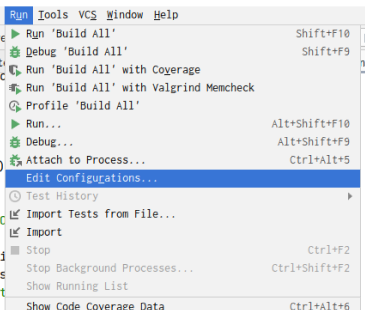 Run Tools VCS Window Help
Run 'Build All' Shift+F10
Debug 'Build All' Shift+F9
Run 'Build All' with Coverage
Run 'Build All' with Valgrind Memcheck
Profile 'Build All'
Run... Alt+Shift+F10
Debug... Alt+Shift+F9
Attach to Process... Ctrl+Alt+5
Edit Configurations...
Test History
Import Tests from File...
Import
Stop Ctrl+F2
Stop Background Processes... Ctrl+Shift+F2
Show Running List
Show Code Coverage Data Ctrl+Alt+6